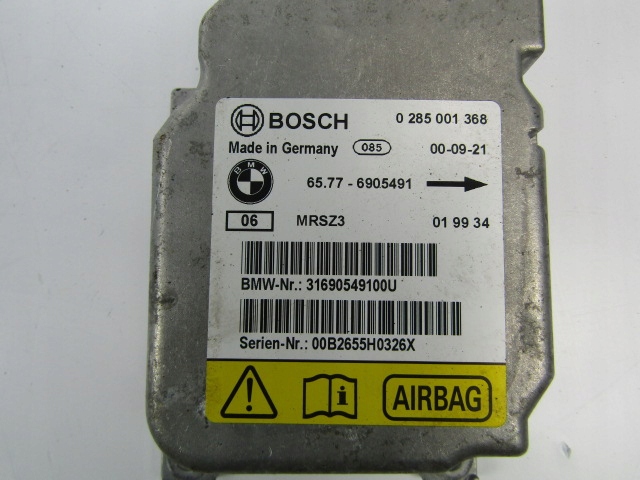 BOSCH 0 285 001 368
Made in Germany 085 00-09-21
BMW 65.77 - 6905491
06 MRSZ3 01 99 34
BMW-Nr.: 31690549100U
Serien-Nr.: 00B2655H0326X
AIRBAG